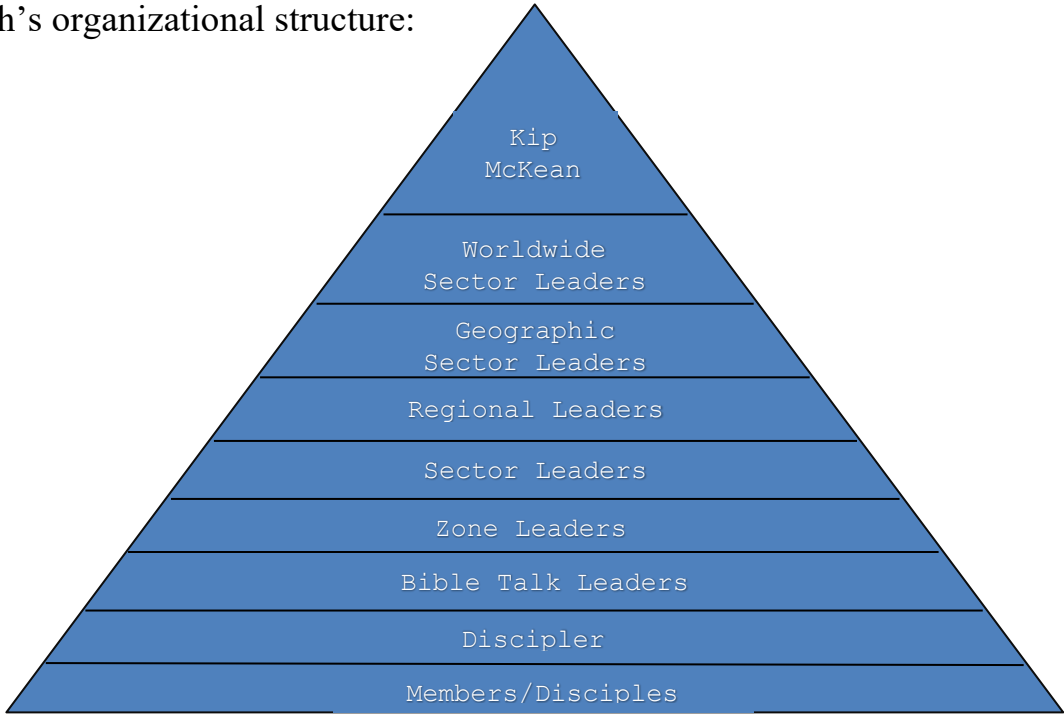 h’s organizational structure:
Kip
McKean
Worldwide
Sector Leaders
Geographic
Sector Leaders
Regional Leaders
Sector Leaders
Zone Leaders
Bible Talk Leaders
Discipler
Members/Disciples